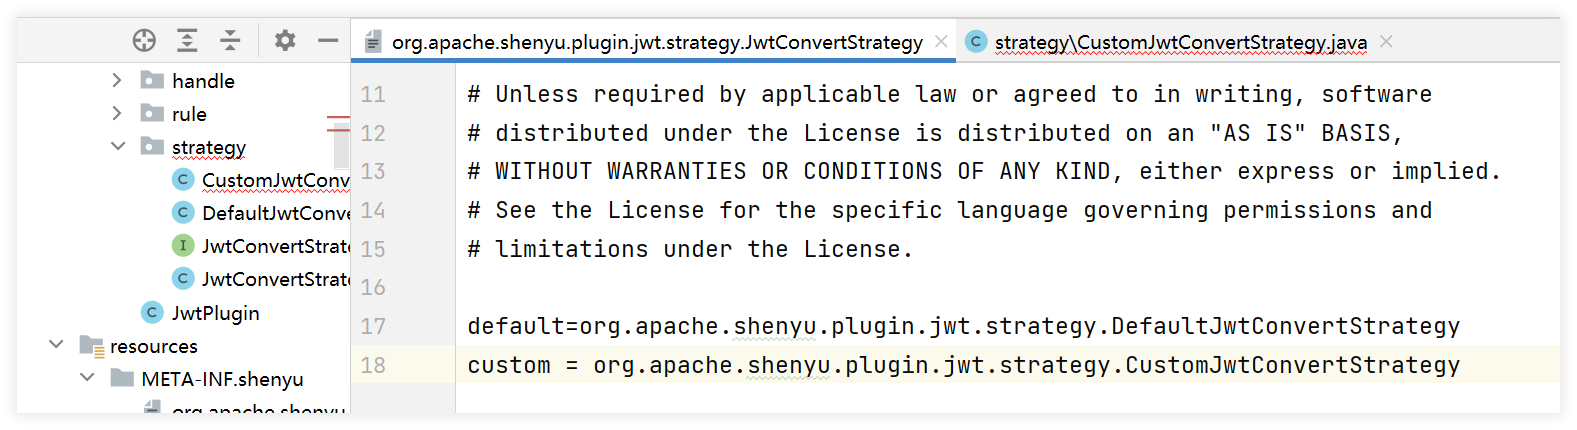 org.apache.shenyu.plugin.jwt.strategy.JwtConvertStrategy
strategy\CustomJwtConvertStrategy.java
handle
rule
strategy
C CustomJwtConv
C DefaultJwtConve
I JwtConvertStrate
C JwtConvertStrate
C JwtPlugin
resources
META-INF.shenyu
org.apache.shenyu
11 # Unless required by applicable law or agreed to in writing, software
12 # distributed under the License is distributed on an "AS IS" BASIS,
13 # WITHOUT WARRANTIES OR CONDITIONS OF ANY KIND, either express or implied.
14 # See the License for the specific language governing permissions and
15 # limitations under the License.
16
17 default=org.apache.shenyu.plugin.jwt.strategy.DefaultJwtConvertStrategy
18 custom = org.apache.shenyu.plugin.jwt.strategy.CustomJwtConvertStrategy